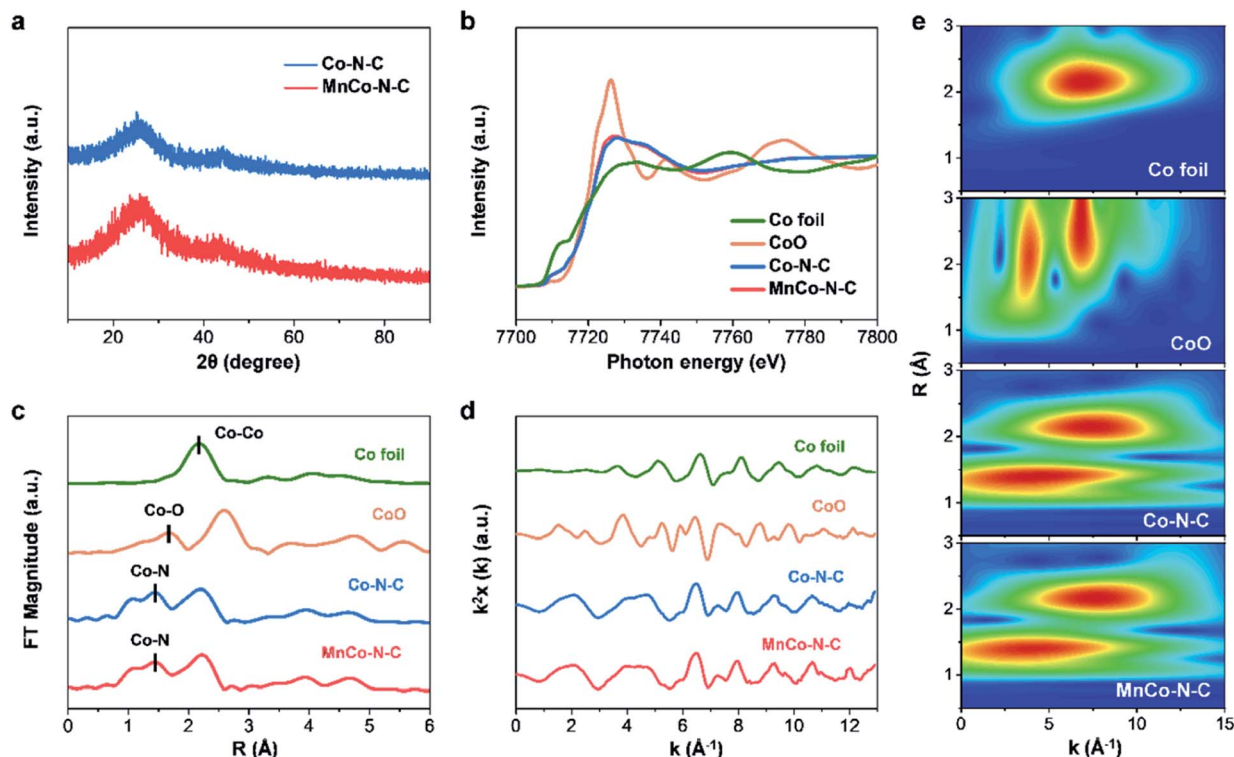 a
Intensity (a.u.)
Co-N-C
MnCo-N-C
20 40 60 80
2θ (degree)
b
Intensity (a.u.)
Co foil
CoO
Co-N-C
MnCo-N-C
7700 7720 7740 7760 7780 7800
Photon energy (eV)
c
FT Magnitude (a.u.)
Co-Co
Co foil
Co-O
CoO
Co-N
Co-N-C
Co-N
MnCo-N-C
0 1 2 3 4 5 6
R (Å)
d
k²x (k) (a.u.)
Co foil
CoO
Co-N-C
MnCo-N-C
0 2 4 6 8 10 12
k (Å⁻¹)
e
R (Å)
3
2
1
Co foil
3
2
1
CoO
3
2
1
Co-N-C
3
2
1
MnCo-N-C
0 5 10 15
k (Å⁻¹)